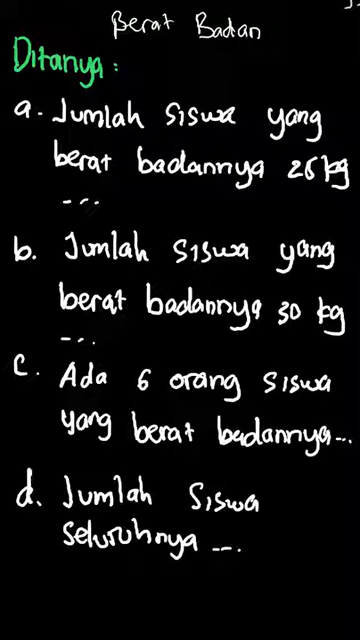 Berat Badan
Ditanya :
a. Jumlah siswa yang
berat badannya 26 kg
...
b. Jumlah siswa yang
berat badannya 30 kg
...
c. Ada 6 orang siswa
yang berat badannya...
d. Jumlah siswa
seluruhnya ...